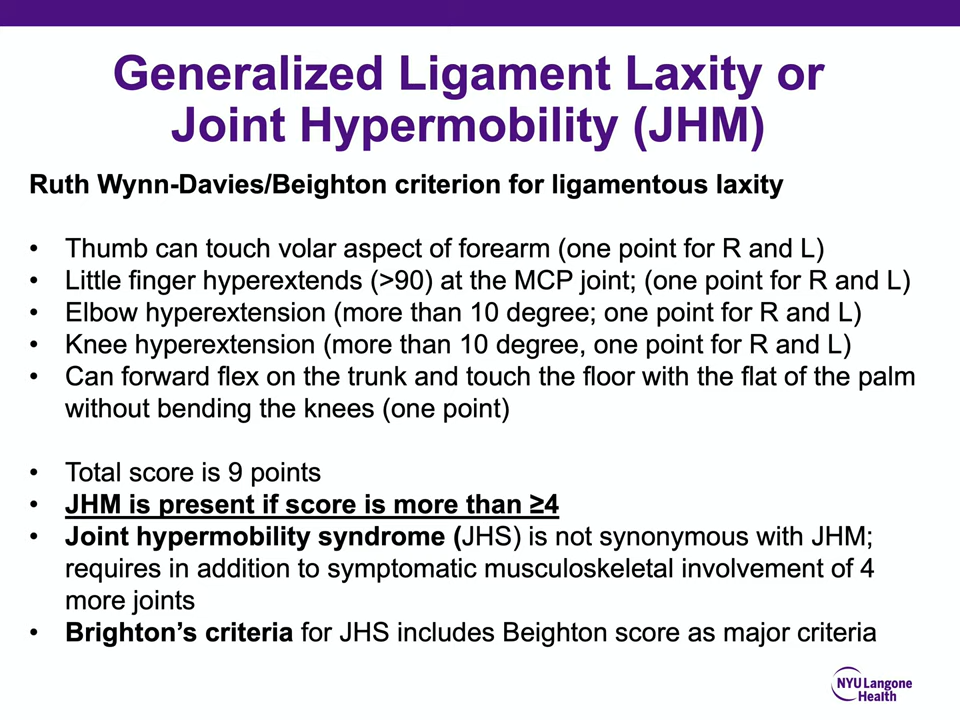 Generalized Ligament Laxity or
Joint Hypermobility (JHM)
Ruth Wynn-Davies/Beighton criterion for ligamentous laxity
• Thumb can touch volar aspect of forearm (one point for R and L)
• Little finger hyperextends (>90) at the MCP joint; (one point for R and L)
• Elbow hyperextension (more than 10 degree; one point for R and L)
• Knee hyperextension (more than 10 degree, one point for R and L)
• Can forward flex on the trunk and touch the floor with the flat of the palm
without bending the knees (one point)
• Total score is 9 points
• JHM is present if score is more than ≥4
• Joint hypermobility syndrome (JHS) is not synonymous with JHM;
requires in addition to symptomatic musculoskeletal involvement of 4
more joints
• Brighton’s criteria for JHS includes Beighton score as major criteria
NYU Langone
Health